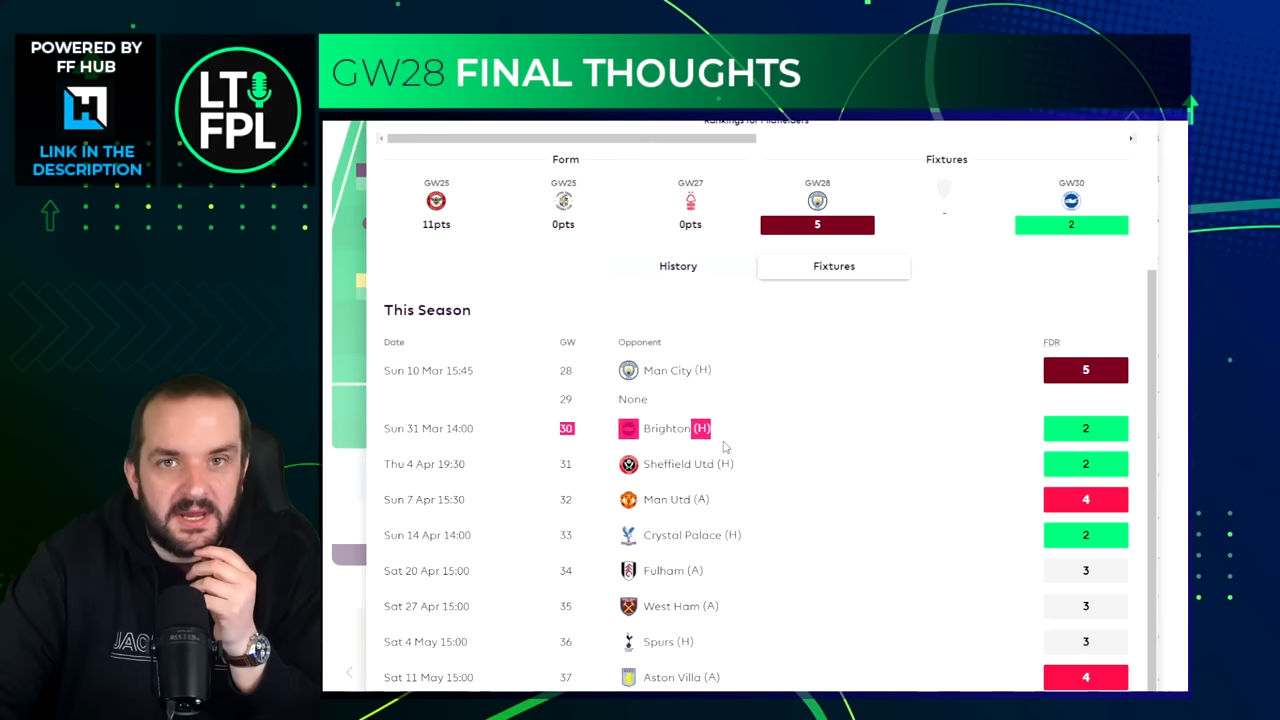 POWERED BY
FF HUB
LINK IN THE
DESCRIPTION
LT
FPL
GW28 FINAL THOUGHTS
Rankings for Midfielders
Form
Fixtures
GW25
GW25
GW27
GW28
GW30
11pts
0pts
0pts
5
-
2
History
Fixtures
This Season
Date GW Opponent FDR
Sun 10 Mar 15:45 28 Man City (H) 5
29 None
Sun 31 Mar 14:00 30 Brighton (H) 2
Thu 4 Apr 19:30 31 Sheffield Utd (H) 2
Sun 7 Apr 15:30 32 Man Utd (A) 4
Sun 14 Apr 14:00 33 Crystal Palace (H) 2
Sat 20 Apr 15:00 34 Fulham (A) 3
Sat 27 Apr 15:00 35 West Ham (A) 3
Sat 4 May 15:00 36 Spurs (H) 3
Sat 11 May 15:00 37 Aston Villa (A) 4